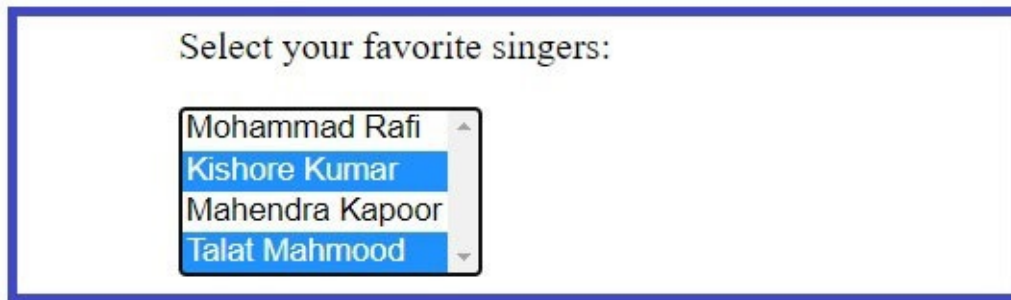 Select your favorite singers:
Mohammad Rafi
Kishore Kumar
Mahendra Kapoor
Talat Mahmood